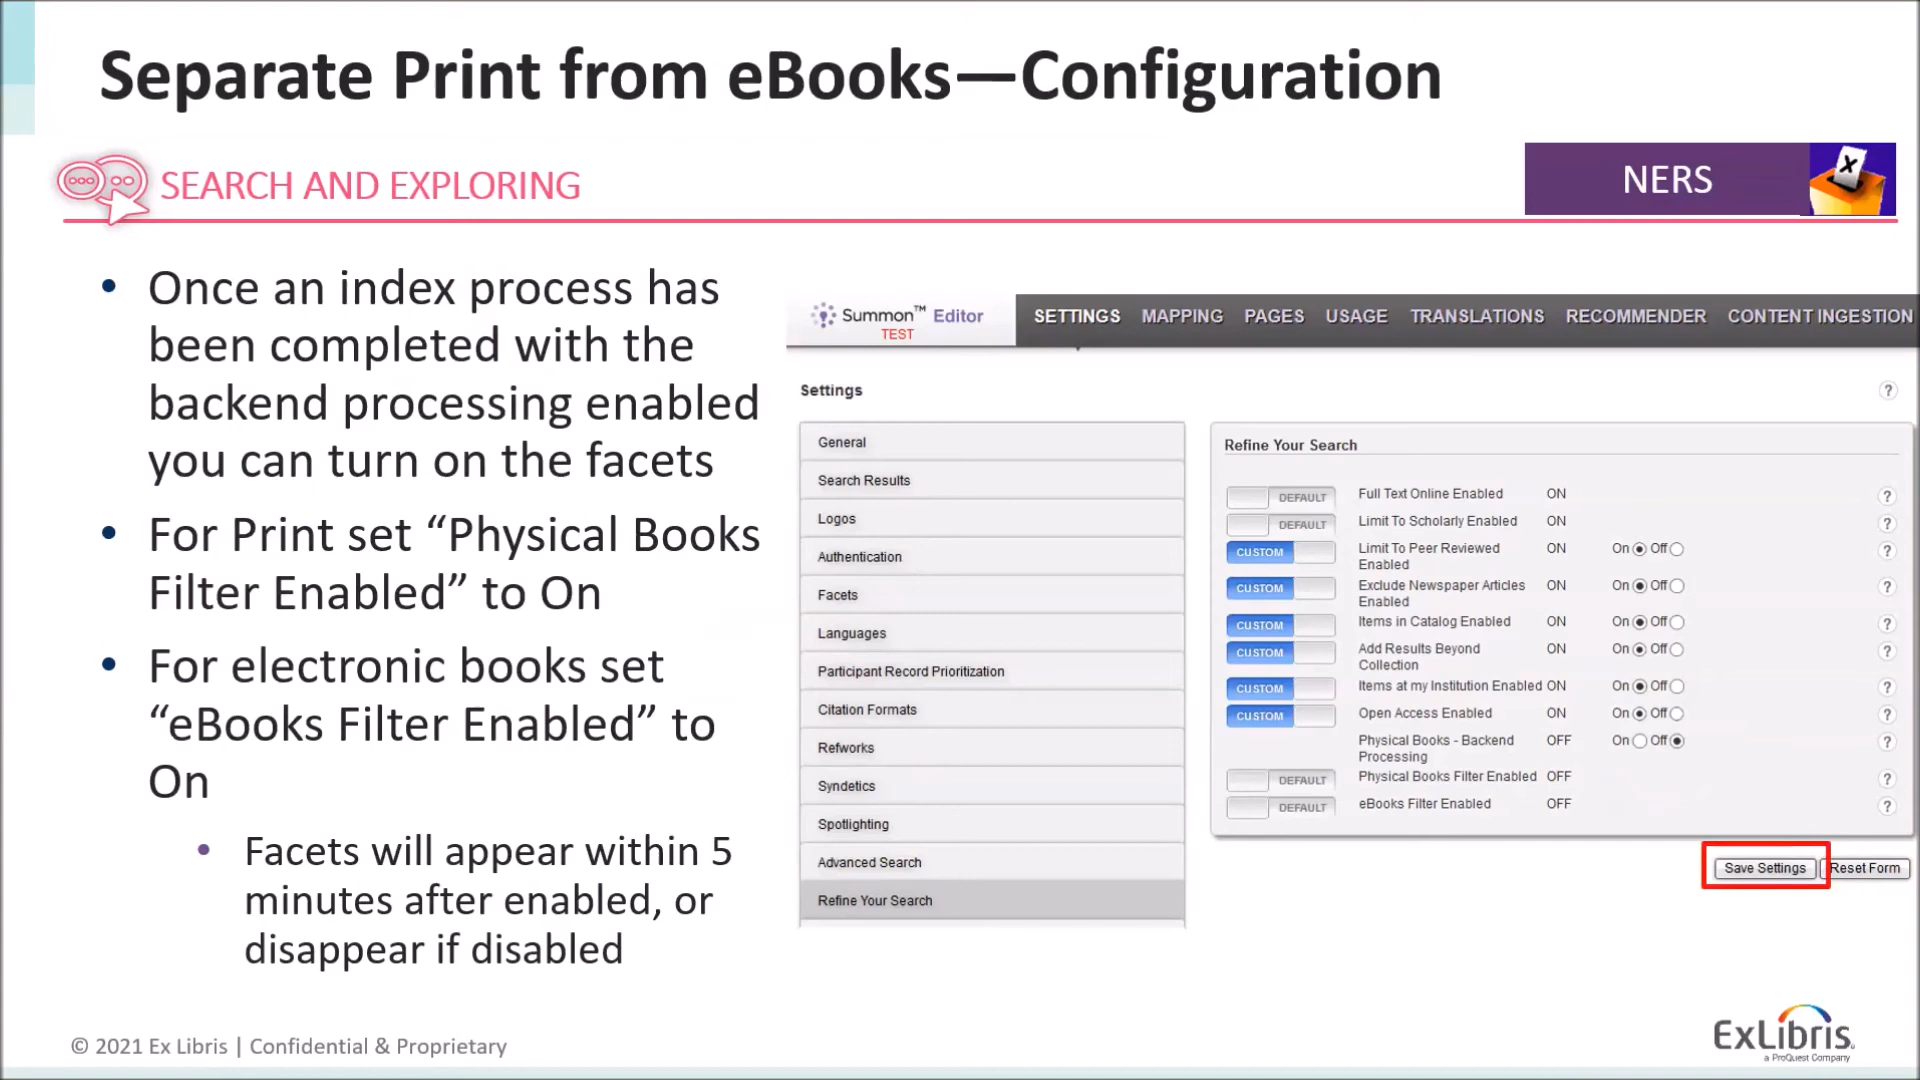 Separate Print from eBooks—Configuration
SEARCH AND EXPLORING
NERS
• Once an index process has
been completed with the
backend processing enabled
you can turn on the facets
• For Print set “Physical Books
Filter Enabled” to On
• For electronic books set
“eBooks Filter Enabled” to
On
• Facets will appear within 5
minutes after enabled, or
disappear if disabled
Summon™ Editor
TEST
SETTINGS MAPPING PAGES USAGE TRANSLATIONS RECOMMENDER CONTENT INGESTION
Settings ?
General
Search Results
Logos
Authentication
Facets
Languages
Participant Record Prioritization
Citation Formats
Refworks
Syndetics
Spotlighting
Advanced Search
Refine Your Search
Refine Your Search
DEFAULT Full Text Online Enabled ON ?
DEFAULT Limit To Scholarly Enabled ON ?
CUSTOM Limit To Peer Reviewed ON On Off ?
Enabled
CUSTOM Exclude Newspaper Articles ON On Off ?
Enabled
CUSTOM Items in Catalog Enabled ON On Off ?
CUSTOM Add Results Beyond ON On Off ?
Collection
CUSTOM Items at my Institution Enabled ON On Off ?
CUSTOM Open Access Enabled ON On Off ?
Physical Books - Backend OFF On Off ?
Processing
DEFAULT Physical Books Filter Enabled OFF ?
DEFAULT eBooks Filter Enabled OFF ?
Save Settings Reset Form
© 2021 Ex Libris | Confidential & Proprietary
ExLibris
a ProQuest Company